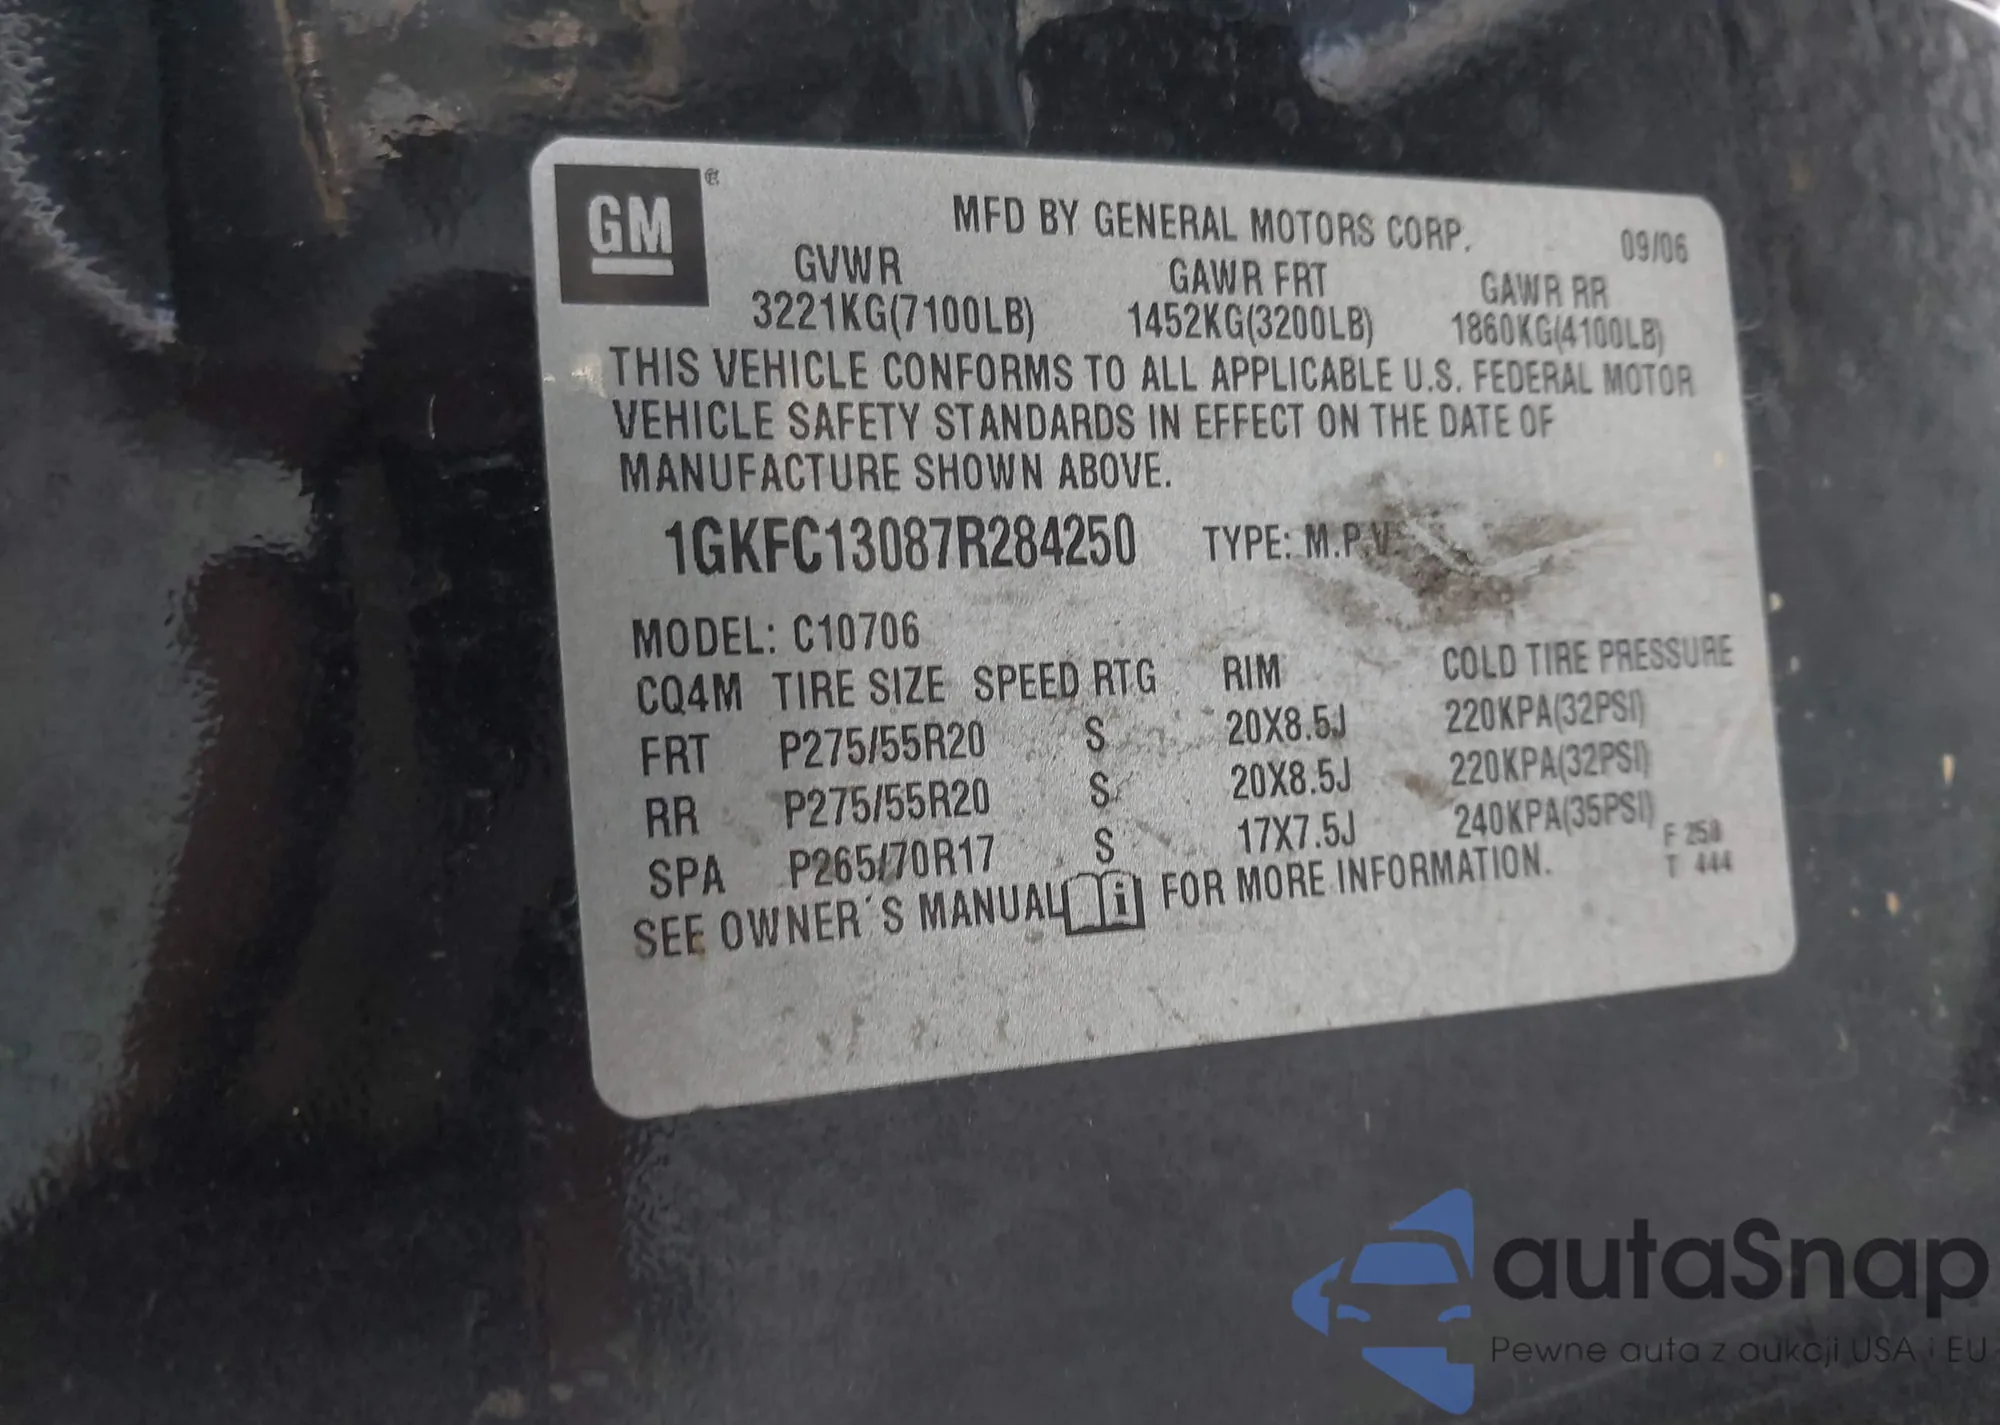 GM
MFD BY GENERAL MOTORS CORP. 09/06
GVWR GAWR FRT GAWR RR
3221KG(7100LB) 1452KG(3200LB) 1860KG(4100LB)
THIS VEHICLE CONFORMS TO ALL APPLICABLE U.S. FEDERAL MOTOR
VEHICLE SAFETY STANDARDS IN EFFECT ON THE DATE OF
MANUFACTURE SHOWN ABOVE.
1GKFC13087R284250 TYPE: M.P.V.
MODEL: C10706
CQ4M TIRE SIZE SPEED RTG RIM COLD TIRE PRESSURE
FRT P275/55R20 S 20X8.5J 220KPA(32PSI)
RR P275/55R20 S 20X8.5J 220KPA(32PSI)
SPA P265/70R17 S 17X7.5J 240KPA(35PSI)
SEE OWNER'S MANUAL FOR MORE INFORMATION.
F 250
T 444
autaSnap
Pewne auta z aukcji USA i EU